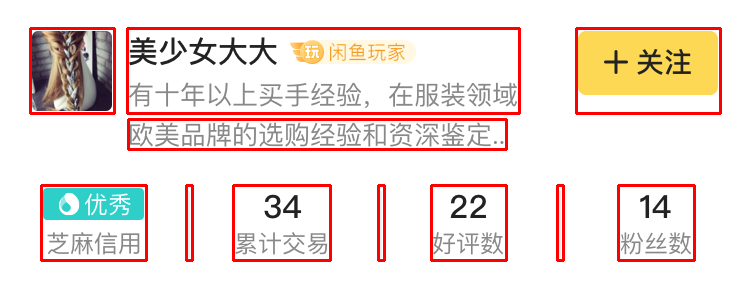 美少女大大 玩 闲鱼玩家
+ 关注
有十年以上买手经验，在服装领域
欧美品牌的选购经验和资深鉴定..
优秀 34 22 14
芝麻信用 累计交易 好评数 粉丝数